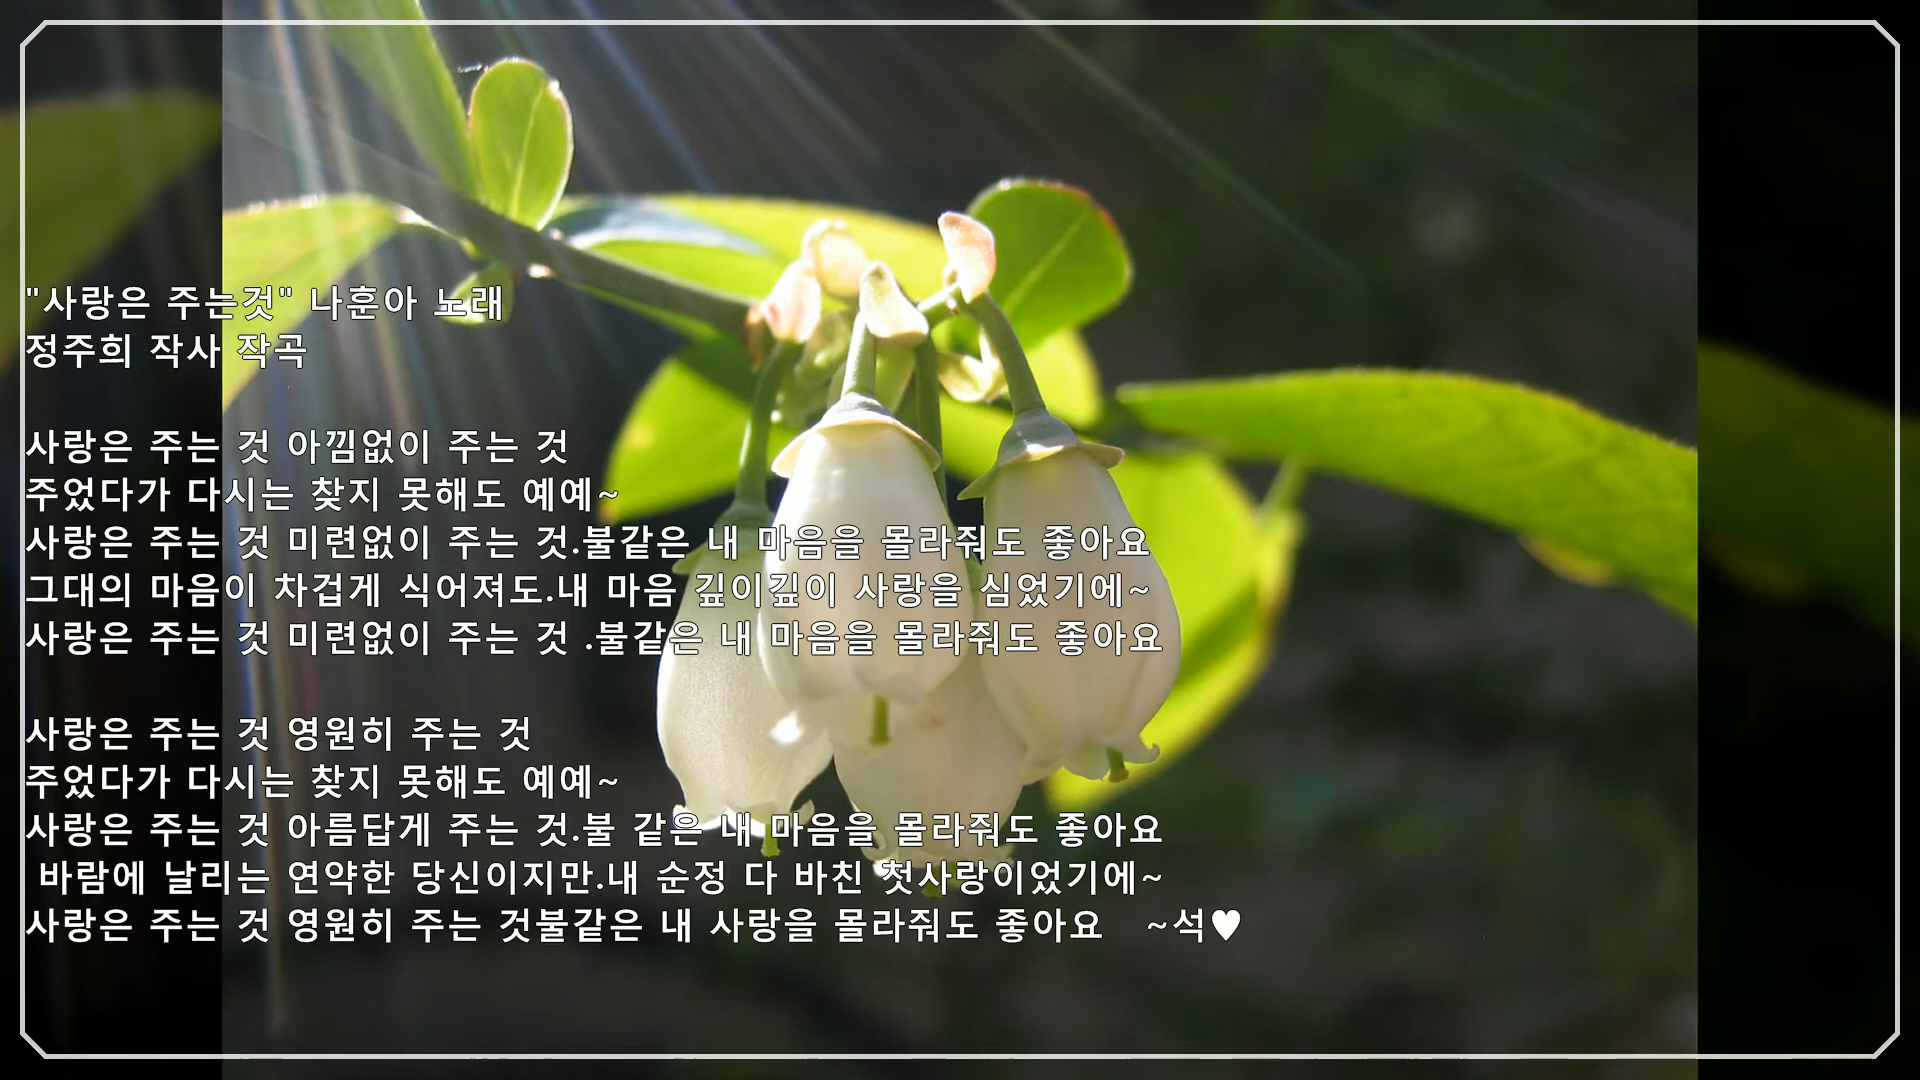 "사랑은 주는것" 나훈아 노래
정주희 작사 작곡
사랑은 주는 것 아낌없이 주는 것
주었다가 다시는 찾지 못해도 예예~
사랑은 주는 것 미련없이 주는 것.불같은 내 마음을 몰라줘도 좋아요
그대의 마음이 차겁게 식어져도.내 마음 깊이깊이 사랑을 심었기에~
사랑은 주는 것 미련없이 주는 것 .불같은 내 마음을 몰라줘도 좋아요
사랑은 주는 것 영원히 주는 것
주었다가 다시는 찾지 못해도 예예~
사랑은 주는 것 아름답게 주는 것.불 같은 내 마음을 몰라줘도 좋아요
바람에 날리는 연약한 당신이지만.내 순정 다 바친 첫사랑이었기에~
사랑은 주는 것 영원히 주는 것불같은 내 사랑을 몰라줘도 좋아요 ~석♥